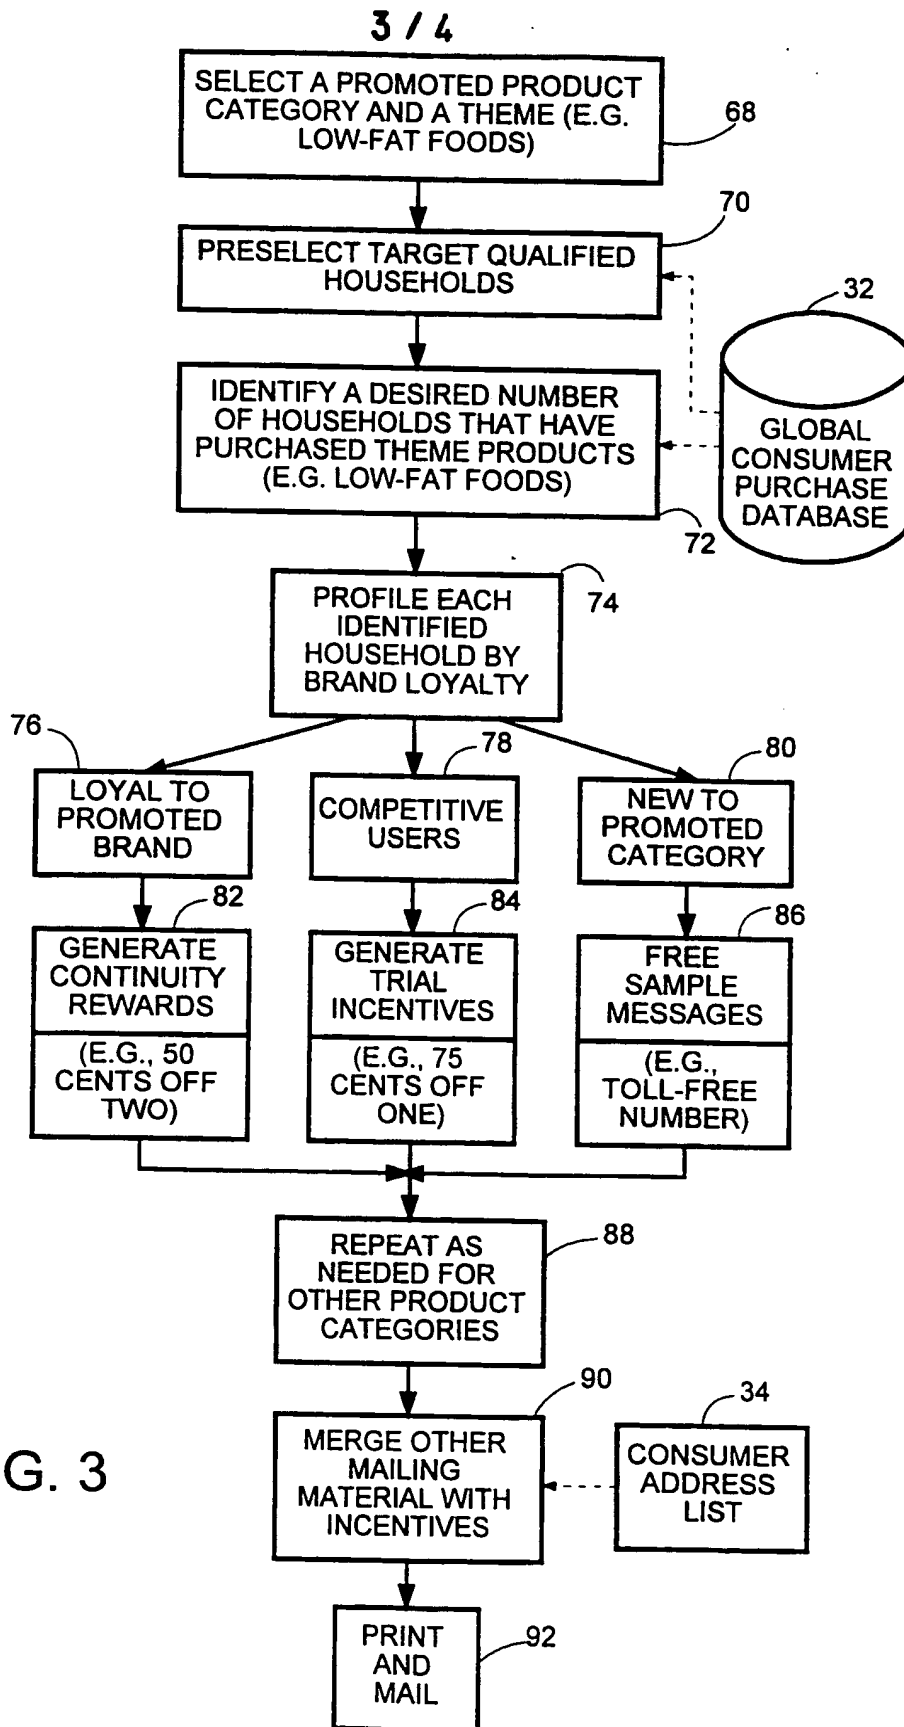 3 / 4
SELECT A PROMOTED PRODUCT
CATEGORY AND A THEME (E.G.
LOW-FAT FOODS)
68
70
PRESELECT TARGET QUALIFIED
HOUSEHOLDS
32
IDENTIFY A DESIRED NUMBER
OF HOUSEHOLDS THAT HAVE
PURCHASED THEME PRODUCTS
(E.G. LOW-FAT FOODS)
GLOBAL
CONSUMER
PURCHASE
DATABASE
72
PROFILE EACH
IDENTIFIED
HOUSEHOLD BY
BRAND LOYALTY
74
76
LOYAL TO
PROMOTED
BRAND
78
COMPETITIVE
USERS
80
NEW TO
PROMOTED
CATEGORY
82
GENERATE
CONTINUITY
REWARDS
(E.G., 50
CENTS OFF
TWO)
84
GENERATE
TRIAL
INCENTIVES
(E.G., 75
CENTS OFF
ONE)
86
FREE
SAMPLE
MESSAGES
(E.G.,
TOLL-FREE
NUMBER)
REPEAT AS
NEEDED FOR
OTHER PRODUCT
CATEGORIES
88
90
MERGE OTHER
MAILING
MATERIAL WITH
INCENTIVES
34
CONSUMER
ADDRESS
LIST
G. 3
PRINT
AND
MAIL
92